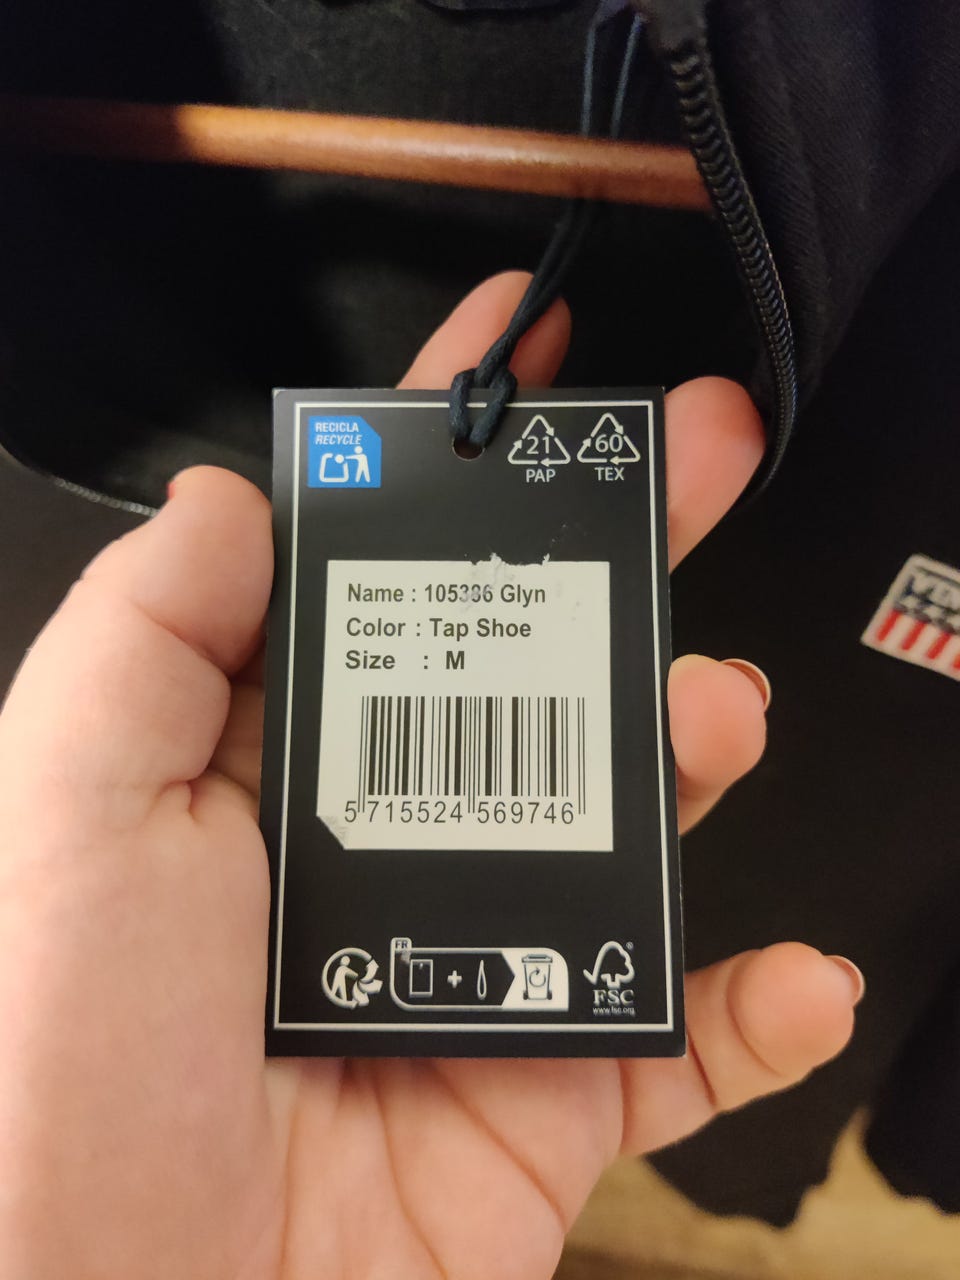 RECICLA
RECYCLE
21
PAP
60
TEX
Name : 105386 Glyn
Color : Tap Shoe
Size : M
5 715524 569746
FR
+
FSC
www.fsc.org